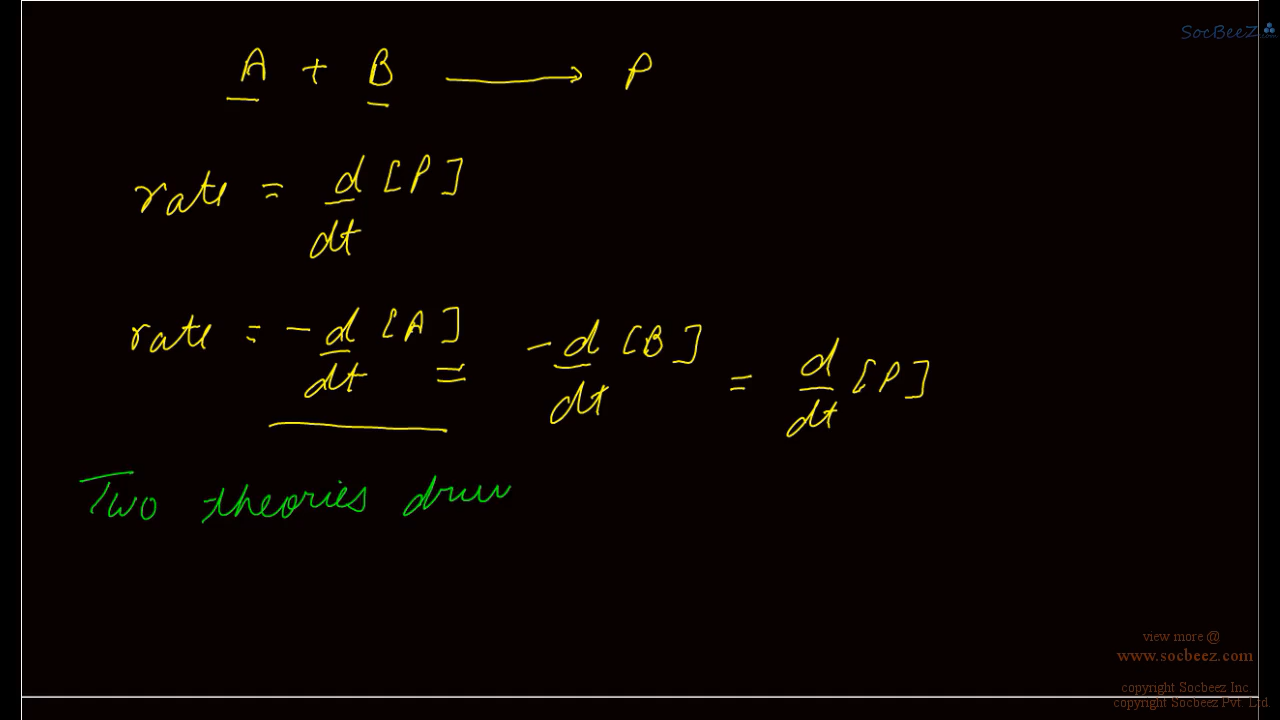 SocBeeZ.com
A + B ⟶ P
rate = d/dt [P]
rate = -d/dt [A] = -d/dt [B] = d/dt [P]
Two theories
view more @
www.socbeez.com
copyright Socbeez Inc.
copyright Socbeez Pvt. Ltd.